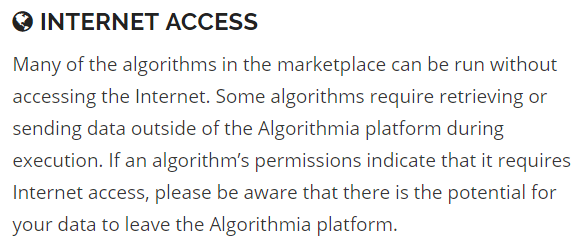 INTERNET ACCESS
Many of the algorithms in the marketplace can be run without
accessing the Internet. Some algorithms require retrieving or
sending data outside of the Algorithmia platform during
execution. If an algorithm’s permissions indicate that it requires
Internet access, please be aware that there is the potential for
your data to leave the Algorithmia platform.